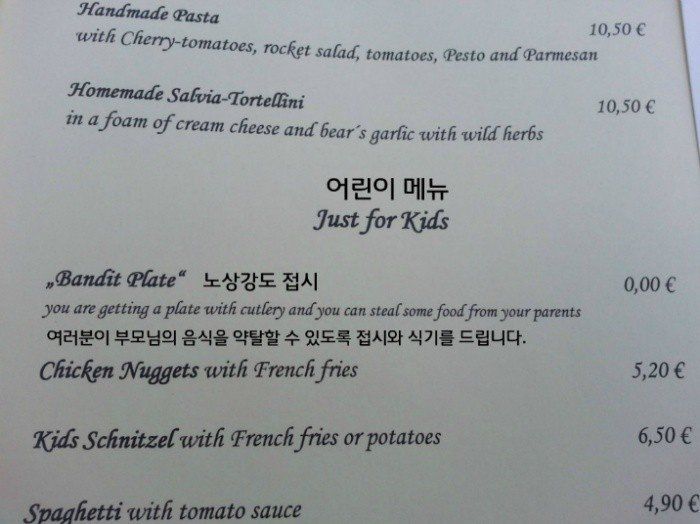 Handmade Pasta 10,50 €
with Cherry-tomatoes, rocket salad, tomatoes, Pesto and Parmesan
Homemade Salvia-Tortellini 10,50 €
in a foam of cream cheese and bear´s garlic with wild herbs
어린이 메뉴
Just for Kids
„Bandit Plate“ 노상강도 접시 0,00 €
you are getting a plate with cutlery and you can steal some food from your parents
여러분이 부모님의 음식을 약탈할 수 있도록 접시와 식기를 드립니다.
Chicken Nuggets with French fries 5,20 €
Kids Schnitzel with French fries or potatoes 6,50 €
Spaghetti with tomato sauce 4,90 €